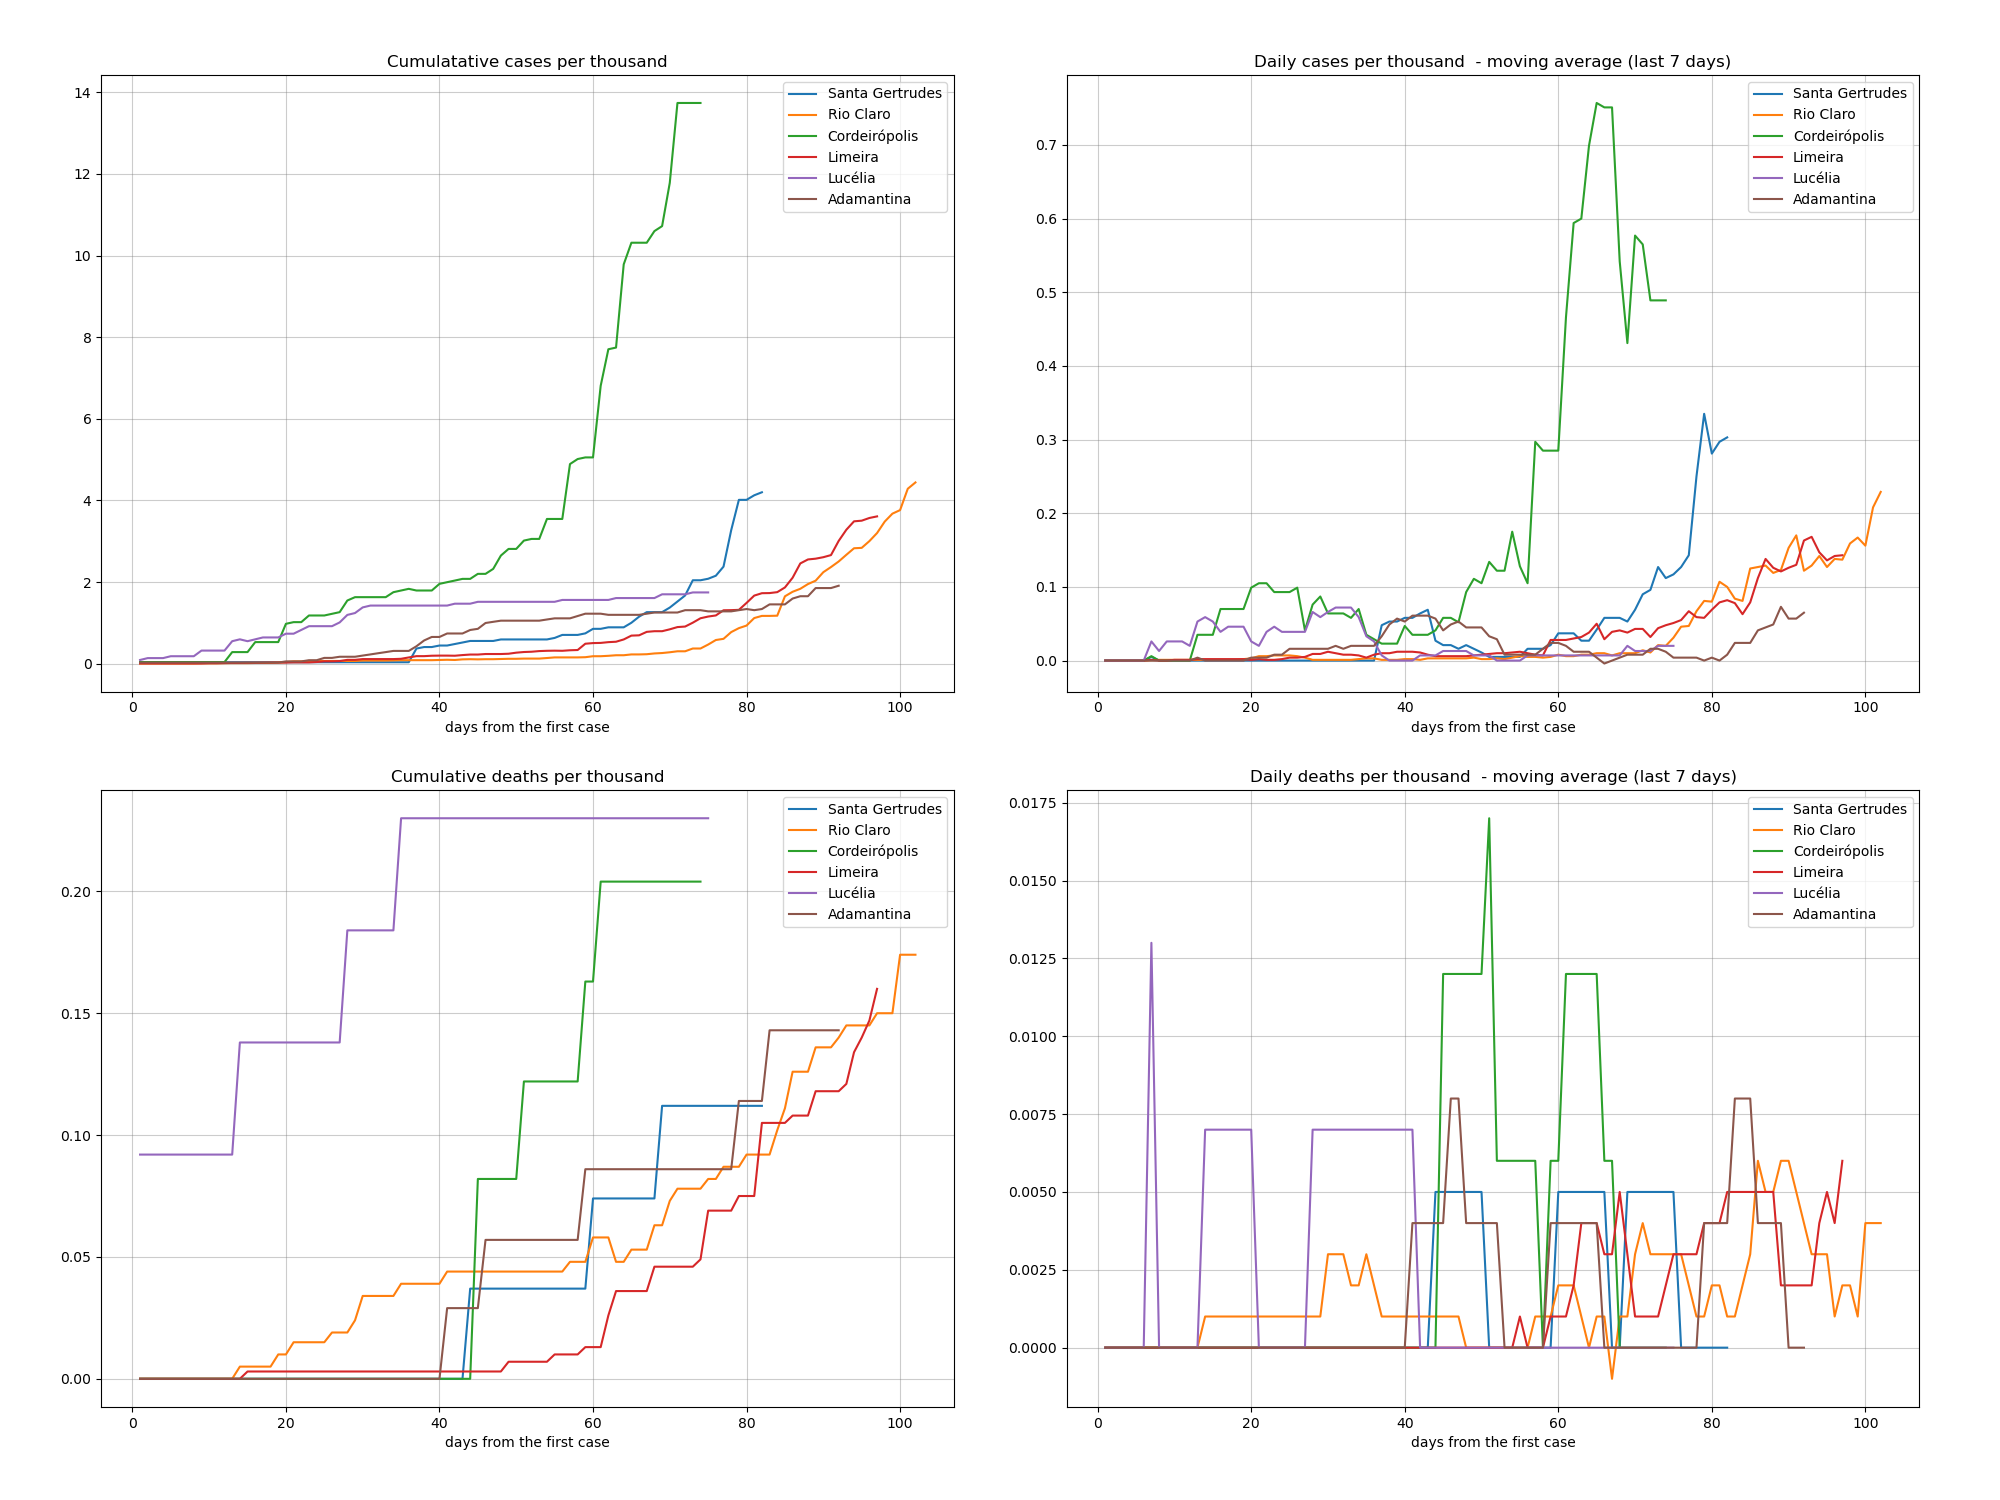 Cumulatative cases per thousand
14
12
10
8
6
4
2
0
Santa Gertrudes
Rio Claro
Cordeirópolis
Limeira
Lucélia
Adamantina
0 20 40 60 80 100
days from the first case
Daily cases per thousand  - moving average (last 7 days)
0.7
0.6
0.5
0.4
0.3
0.2
0.1
0.0
Santa Gertrudes
Rio Claro
Cordeirópolis
Limeira
Lucélia
Adamantina
0 20 40 60 80 100
days from the first case
Cumulative deaths per thousand
0.20
0.15
0.10
0.05
0.00
Santa Gertrudes
Rio Claro
Cordeirópolis
Limeira
Lucélia
Adamantina
0 20 40 60 80 100
days from the first case
Daily deaths per thousand  - moving average (last 7 days)
0.0175
0.0150
0.0125
0.0100
0.0075
0.0050
0.0025
0.0000
Santa Gertrudes
Rio Claro
Cordeirópolis
Limeira
Lucélia
Adamantina
0 20 40 60 80 100
days from the first case